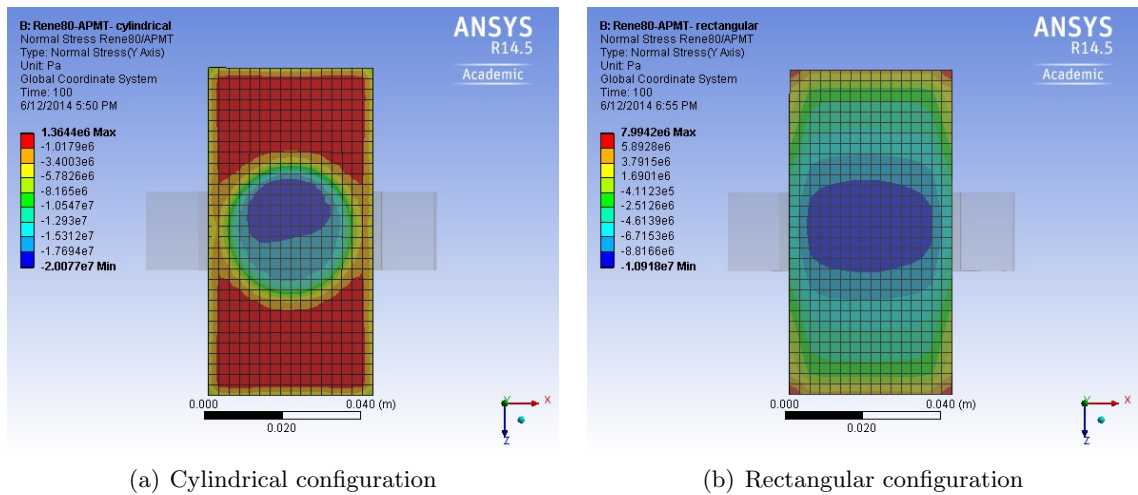 B: Rene80-APMT- cylindrical
Normal Stress Rene80/APMT
Type: Normal Stress(Y Axis)
Unit: Pa
Global Coordinate System
Time: 100
6/12/2014 5:50 PM
ANSYS
R14.5
Academic
1.3644e6 Max
-1.0179e6
-3.4003e6
-5.7826e6
-8.165e6
-1.0547e7
-1.293e7
-1.5312e7
-1.7694e7
-2.0077e7 Min
0.000
0.040 (m)
0.020
Y
X
Z
(a) Cylindrical configuration
B: Rene80-APMT- rectangular
Normal Stress Rene80/APMT
Type: Normal Stress(Y Axis)
Unit: Pa
Global Coordinate System
Time: 100
6/12/2014 6:55 PM
ANSYS
R14.5
Academic
7.9942e6 Max
5.8928e6
3.7915e6
1.6901e6
-4.1123e5
-2.5126e6
-4.6139e6
-6.7153e6
-8.8166e6
-1.0918e7 Min
0.000
0.040 (m)
0.020
Y
X
Z
(b) Rectangular configuration